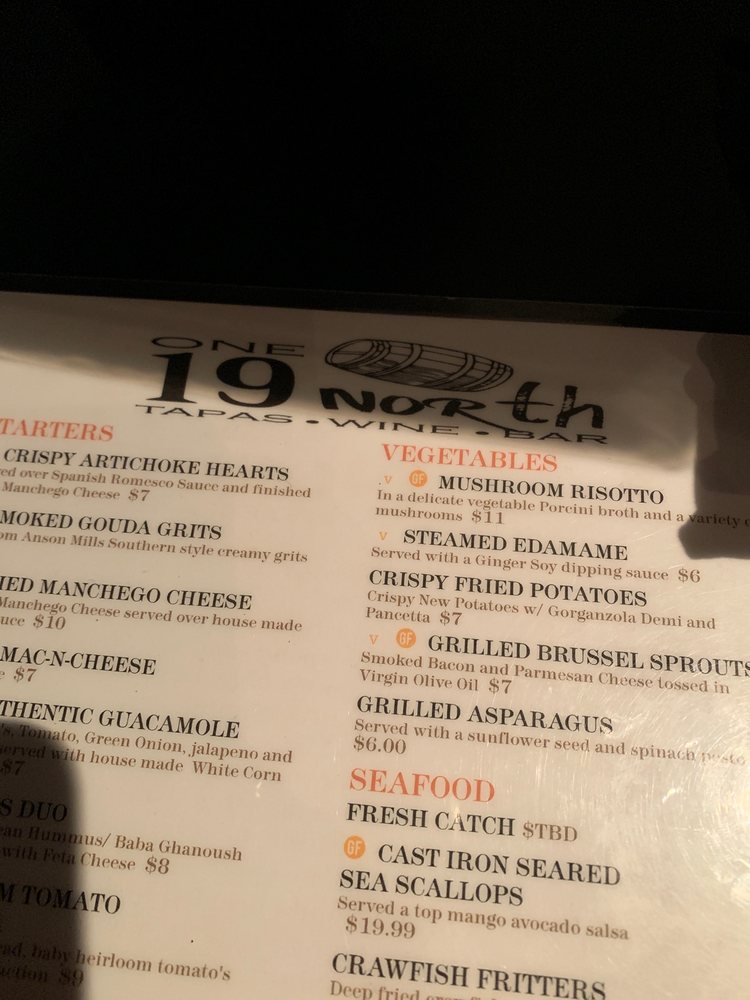 ONE
19 NORth
TAPAS • WINE • BAR
TARTERS
CRISPY ARTICHOKE HEARTS
ed over Spanish Romesco Sauce and finished
Manchego Cheese $7
MOKED GOUDA GRITS
om Anson Mills Southern style creamy grits
IED MANCHEGO CHEESE
Manchego Cheese served over house made
uce $10
MAC-N-CHEESE
e $7
THENTIC GUACAMOLE
's, Tomato, Green Onion, jalapeno and
served with house made White Corn
$7
S DUO
ean Hummus/ Baba Ghanoush
with Feta Cheese $8
M TOMATO
ad, baby heirloom tomato's
uction $9
VEGETABLES
V GF MUSHROOM RISOTTO
In a delicate vegetable Porcini broth and a variety o
mushrooms $11
V STEAMED EDAMAME
Served with a Ginger Soy dipping sauce $6
CRISPY FRIED POTATOES
Crispy New Potatoes w/ Gorganzola Demi and
Pancetta $7
V GF GRILLED BRUSSEL SPROUTS
Smoked Bacon and Parmesan Cheese tossed in
Virgin Olive Oil $7
GRILLED ASPARAGUS
Served with a sunflower seed and spinach pesto
$6.00
SEAFOOD
FRESH CATCH $TBD
GF CAST IRON SEARED
SEA SCALLOPS
Served a top mango avocado salsa
$19.99
CRAWFISH FRITTERS
Deep fried